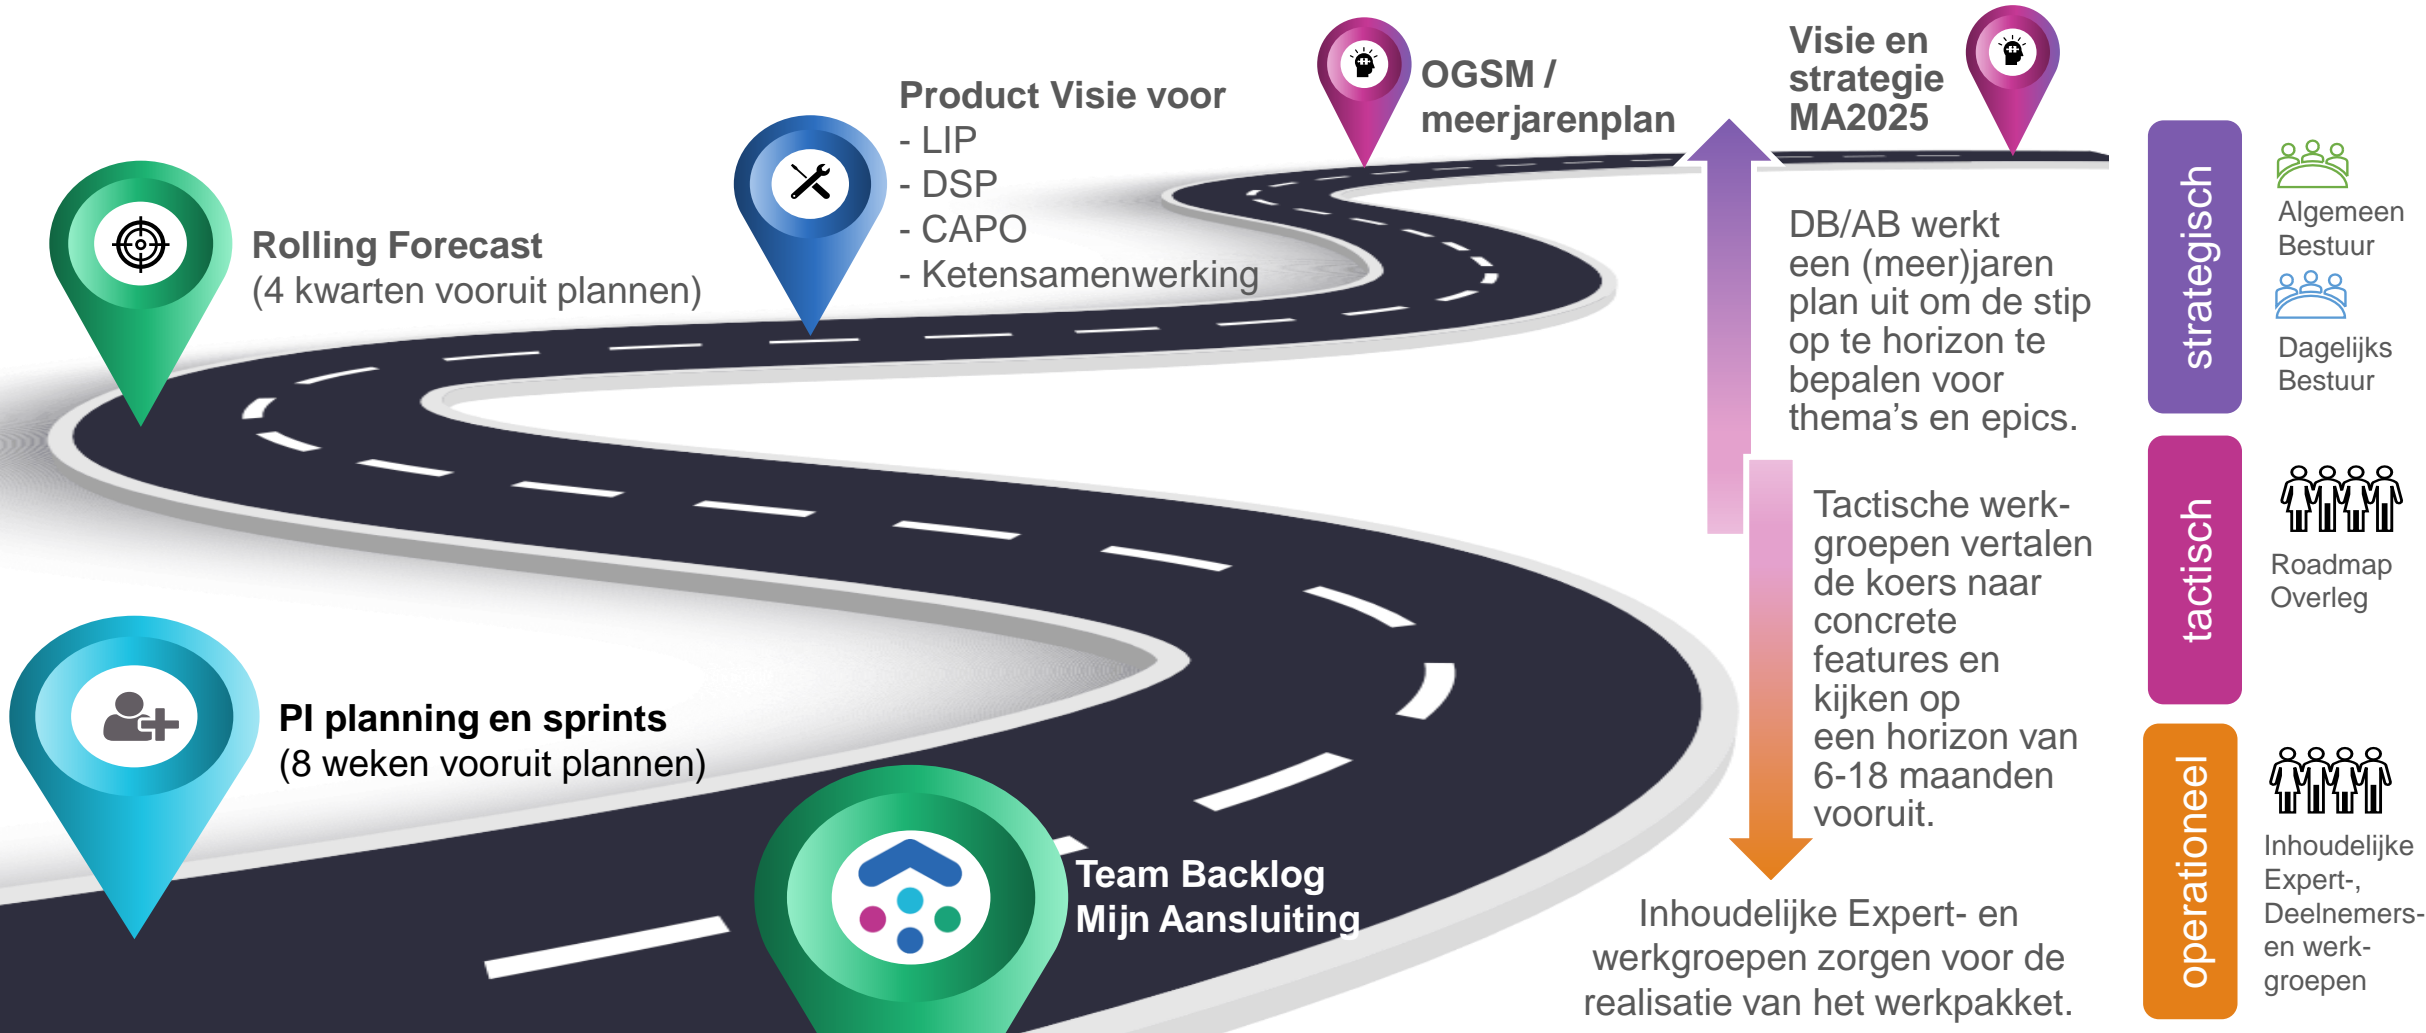 Visie en
strategie
MA2025
OGSM /
meerjarenplan
Product Visie voor
- LIP
- DSP
- CAPO
- Ketensamenwerking
Rolling Forecast
(4 kwarten vooruit plannen)
PI planning en sprints
(8 weken vooruit plannen)
Team Backlog
Mijn Aansluiting
DB/AB werkt
een (meer)jaren
plan uit om de stip
op te horizon te
bepalen voor
thema's en epics.
Tactische werk-
groepen vertalen
de koers naar
concrete
features en
kijken op
een horizon van
6-18 maanden
vooruit.
Inhoudelijke Expert- en
werkgroepen zorgen voor de
realisatie van het werkpakket.
strategisch
Algemeen
Bestuur
Dagelijks
Bestuur
tactisch
Roadmap
Overleg
operationeel
Inhoudelijke
Expert-,
Deelnemers-
en werk-
groepen